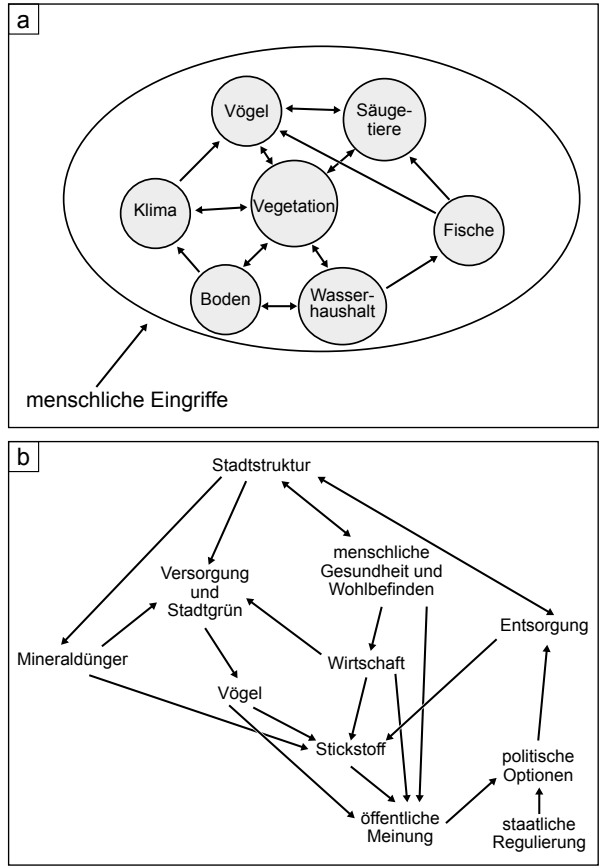 a
Vögel
Säuge-
tiere
Klima
Vegetation
Fische
Boden
Wasser-
haushalt
menschliche Eingriffe
b
Stadtstruktur
menschliche
Gesundheit und
Wohlbefinden
Versorgung
und
Stadtgrün
Entsorgung
Mineraldünger
Wirtschaft
Vögel
Stickstoff
politische
Optionen
öffentliche
Meinung
staatliche
Regulierung